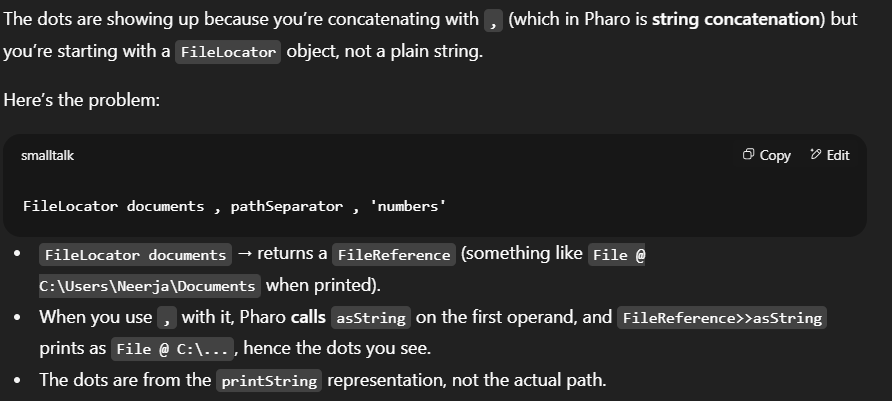 The dots are showing up because you're concatenating with , (which in Pharo is string concatenation) but
you're starting with a FileLocator object, not a plain string.
Here's the problem:
smalltalk Copy Edit
FileLocator documents , pathSeparator , 'numbers'
• FileLocator documents → returns a FileReference (something like File @
C:\Users\Neerja\Documents when printed).
• When you use , with it, Pharo calls asString on the first operand, and FileReference>>asString
prints as File @ C:\... , hence the dots you see.
• The dots are from the printString representation, not the actual path.